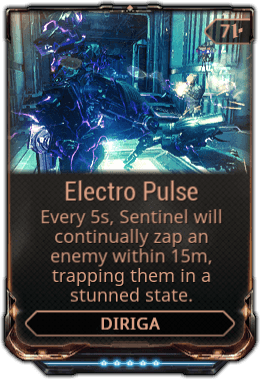 7
Electro Pulse
Every 5s, Sentinel will
continually zap an
enemy within 15m,
trapping them in a
stunned state.
DIRIGA